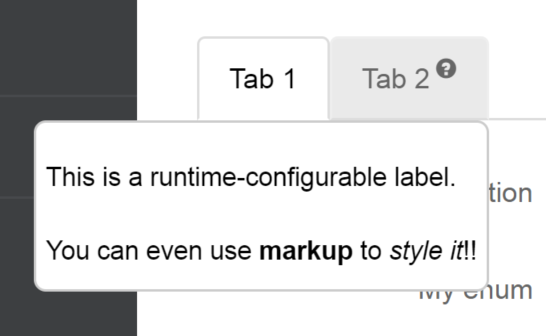 Tab 1
Tab 2 ?
This is a runtime-configurable label.
tion
You can even use markup to style it!!
My enum